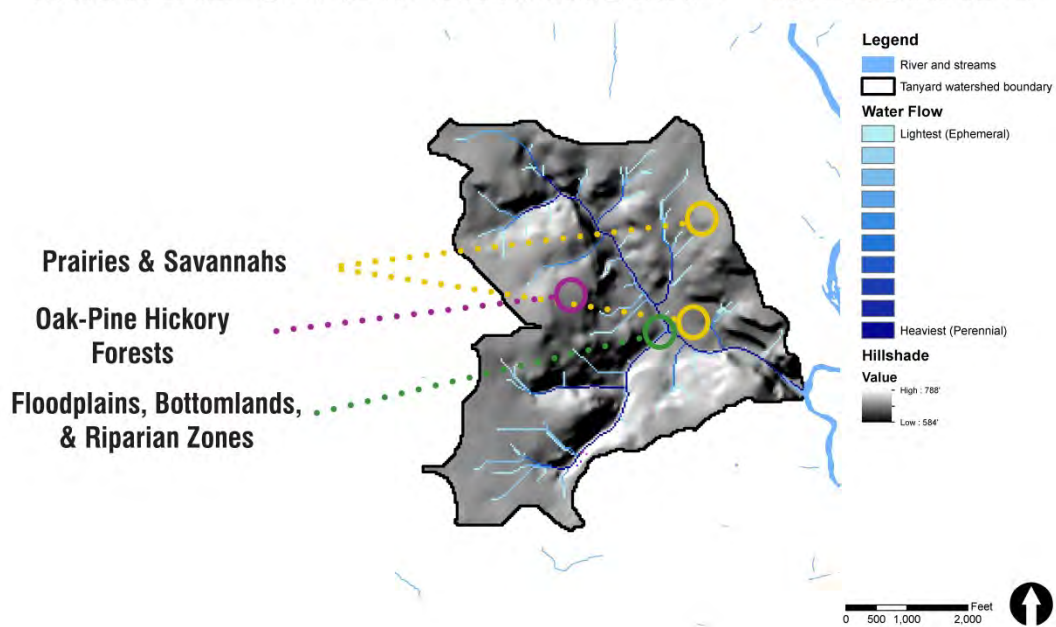 Prairies & Savannahs
Oak-Pine Hickory
Forests
Floodplains, Bottomlands,
& Riparian Zones
Legend
River and streams
Tanyard watershed boundary
Water Flow
Lightest (Ephemeral)
Heaviest (Perennial)
Hillshade
Value
High : 788'
Low : 584'
Feet
0 500 1,000 2,000